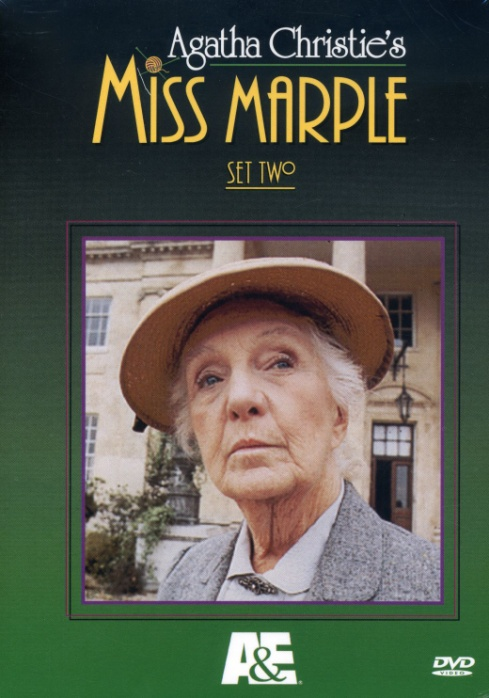 Agatha Christie's
Miss Marple
Set Two
A&E
DVD
VIDEO